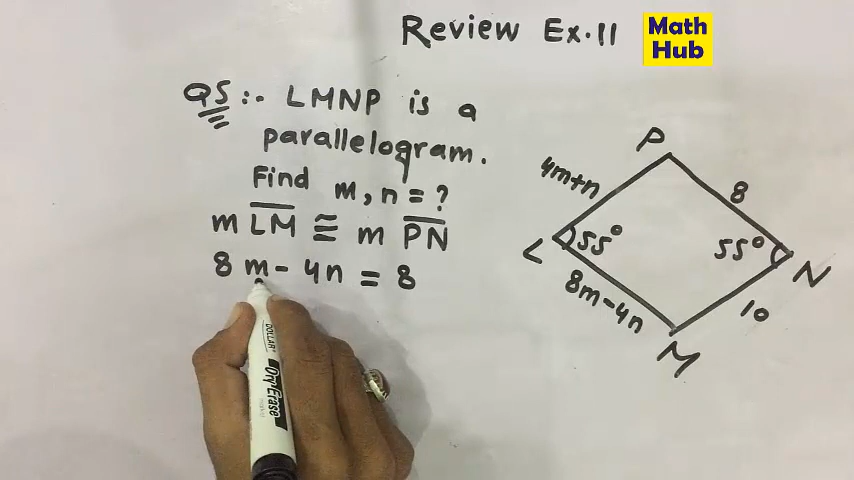 Review Ex.11
Math
Hub
Q5:- LMNP is a
parallelogram.
Find m, n = ?
m LM ≅ m PN
8m - 4n = 8
P
4m+n
8
L
55°
55°
N
8m-4n
10
M
DOLLAR
Dry Erase